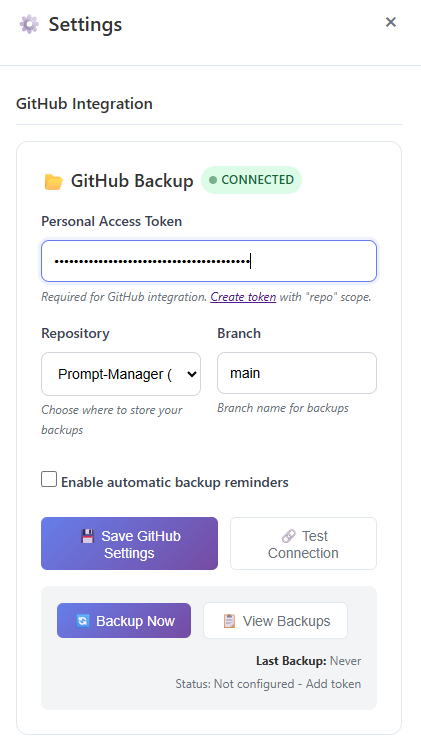 Settings
×
GitHub Integration
GitHub Backup
CONNECTED
Personal Access Token
••••••••••••••••••••••••••••••••••••••••
Required for GitHub integration. Create token with "repo" scope.
Repository
Branch
Prompt-Manager (
main
Choose where to store your
backups
Branch name for backups
Enable automatic backup reminders
Save GitHub
Settings
Test
Connection
Backup Now
View Backups
Last Backup: Never
Status: Not configured - Add token